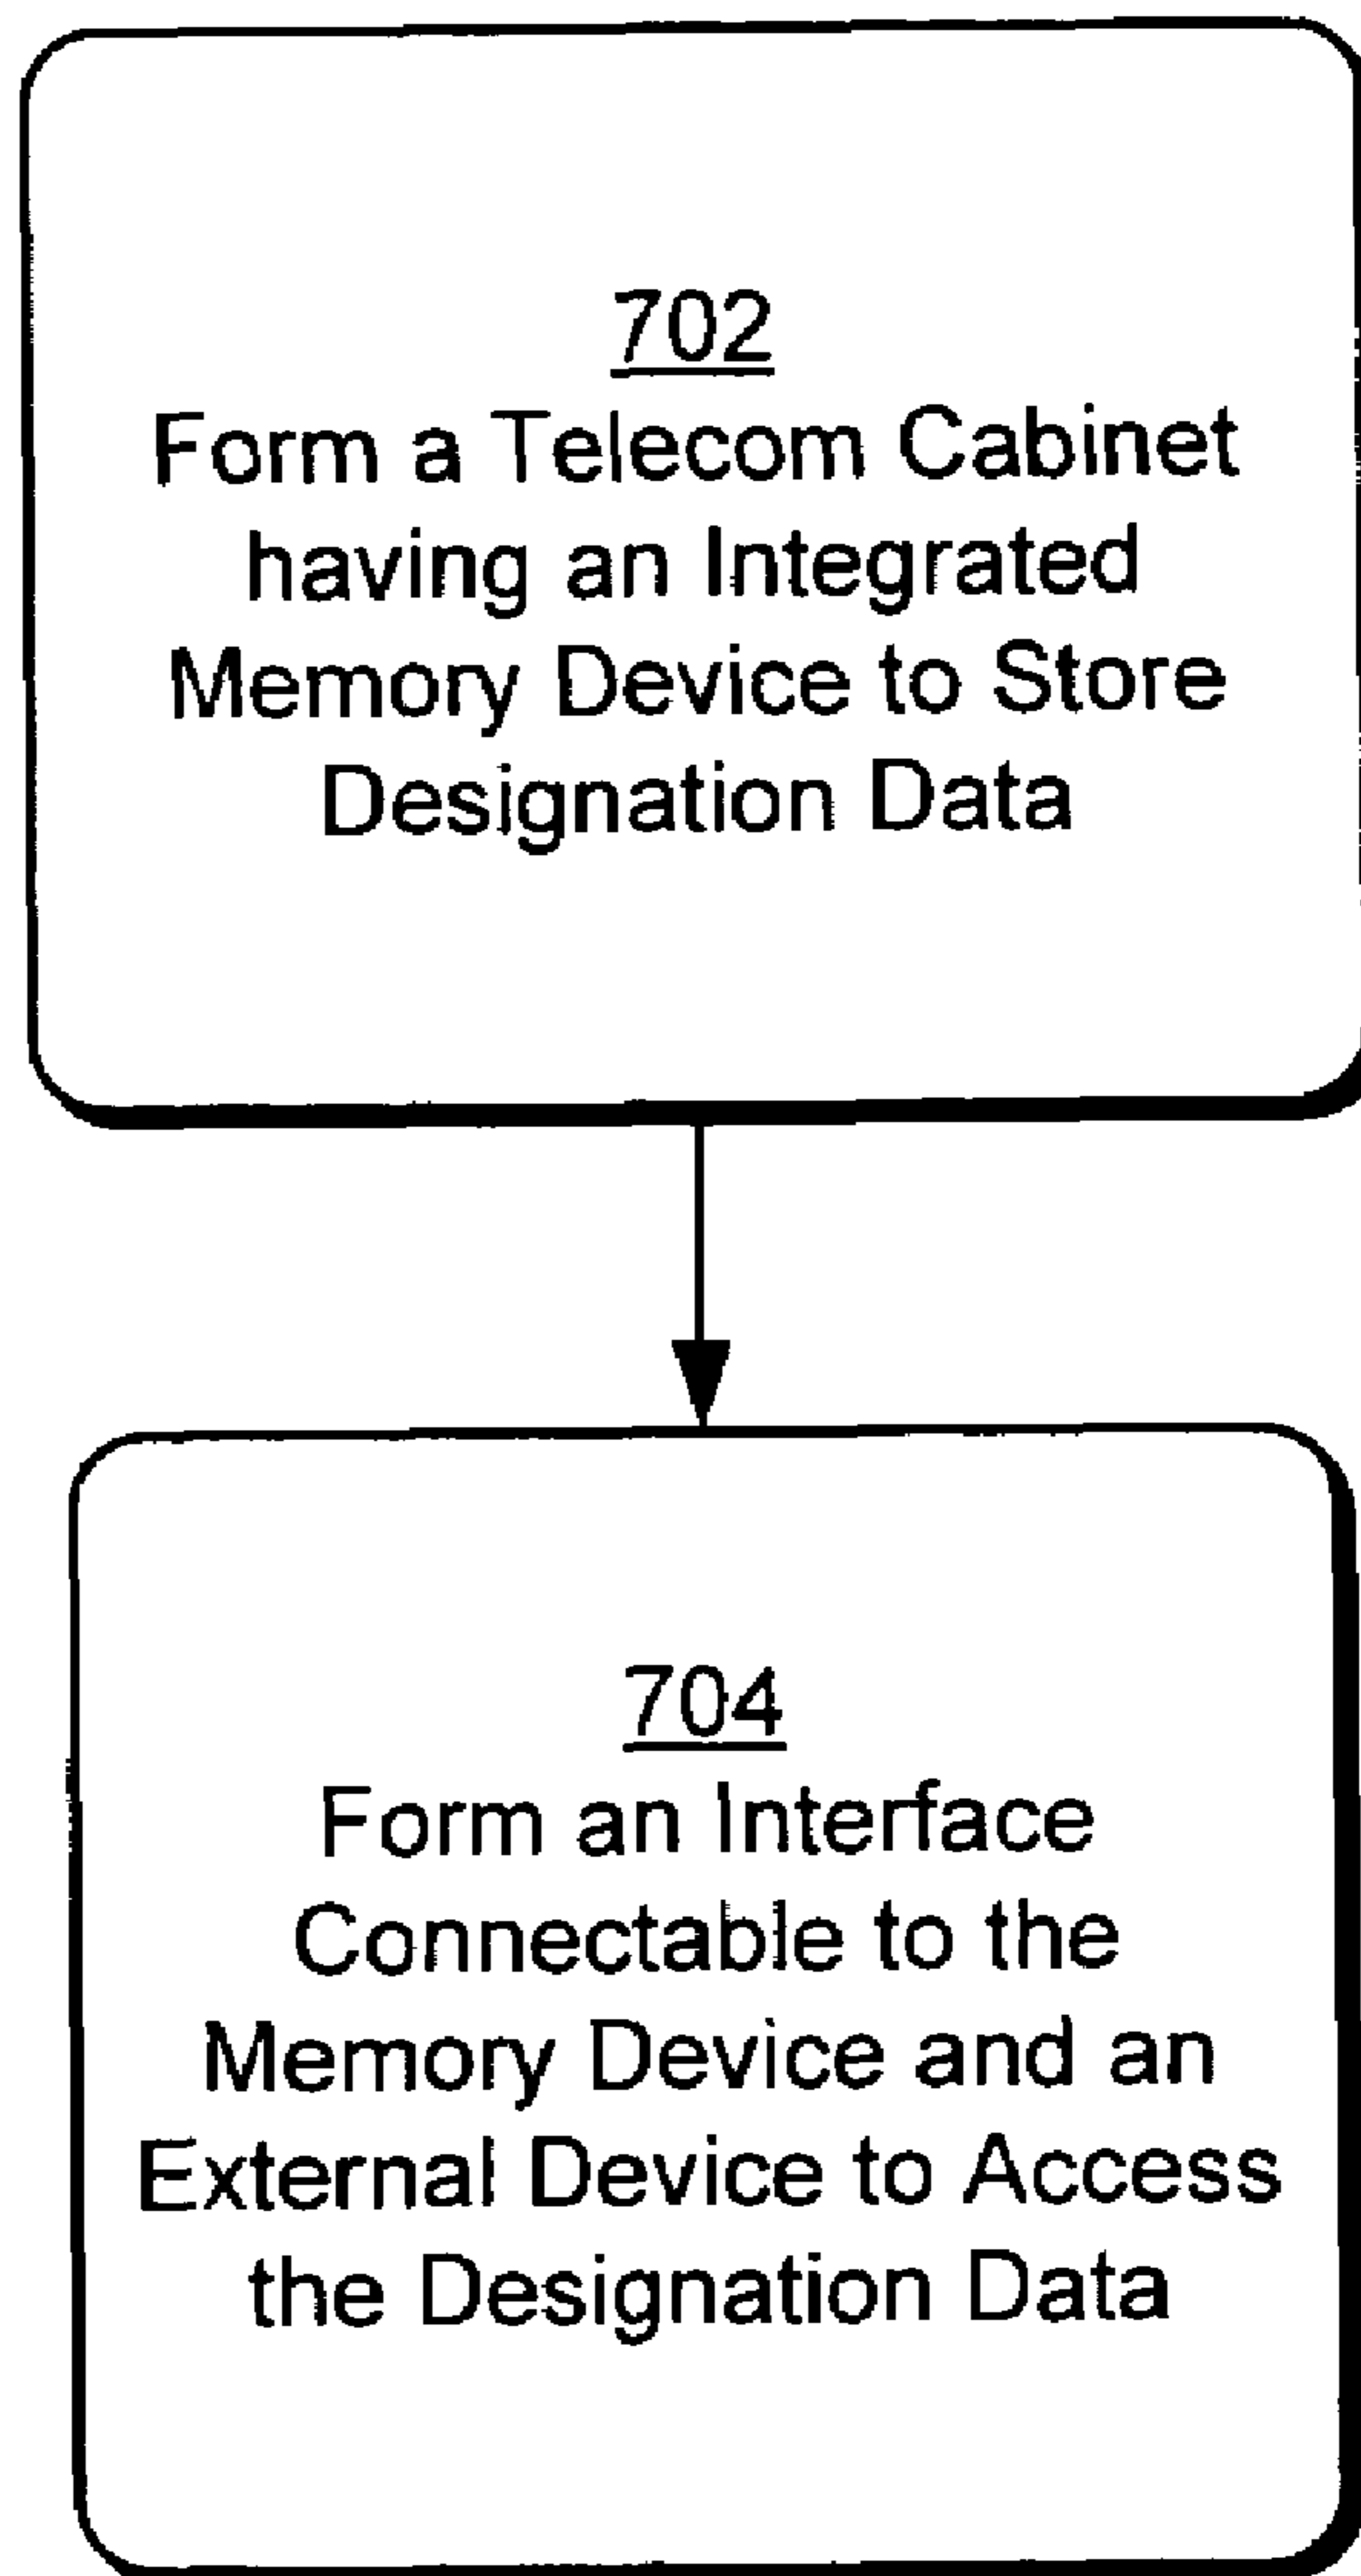 702
Form a Telecom Cabinet
having an Integrated
Memory Device to Store
Designation Data
704
Form an Interface
Connectable to the
Memory Device and an
External Device to Access
the Designation Data